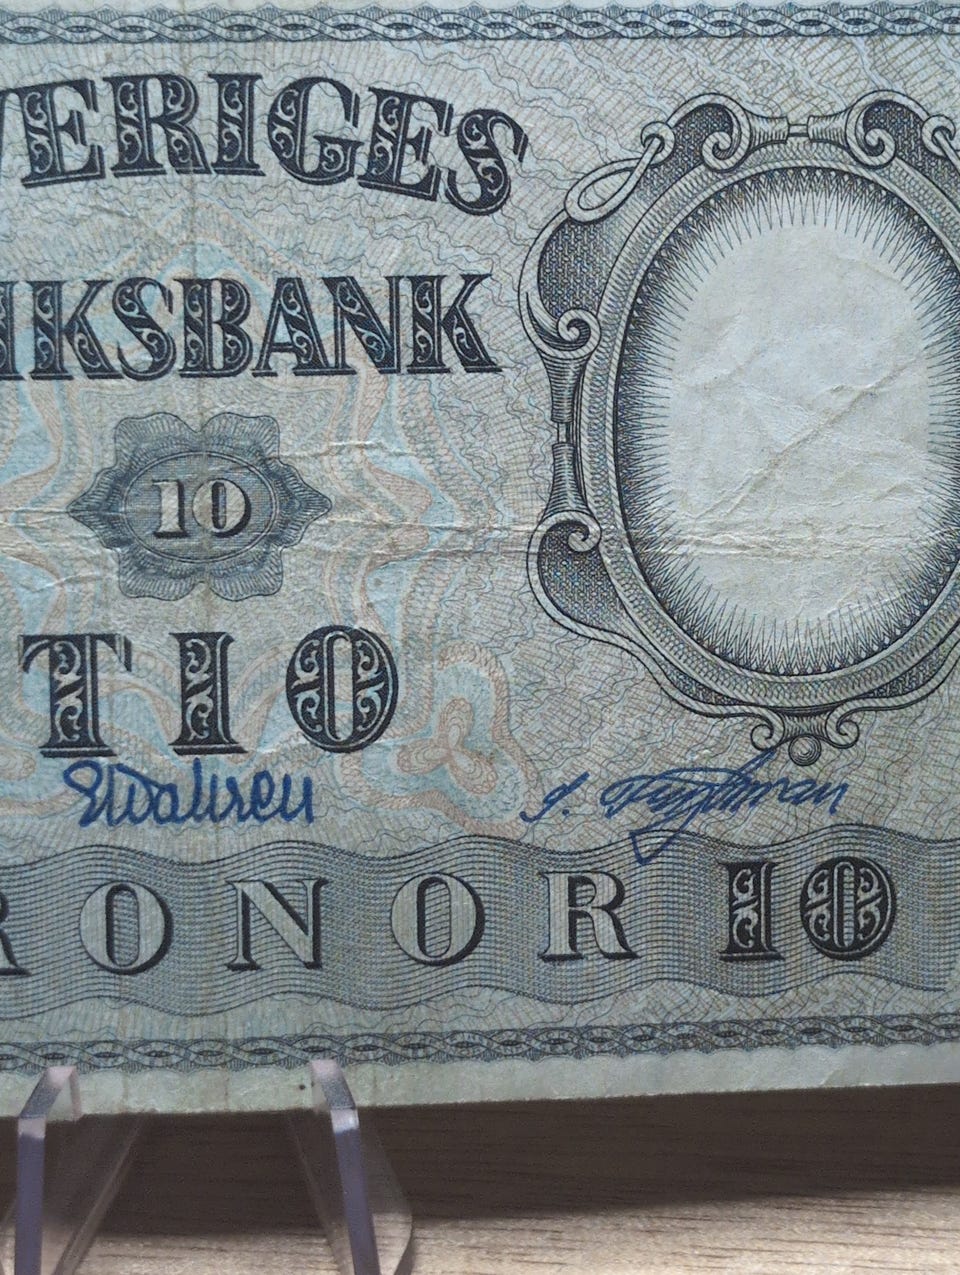 VERIGES
IKSBANK
10
TIO
RONOR 10